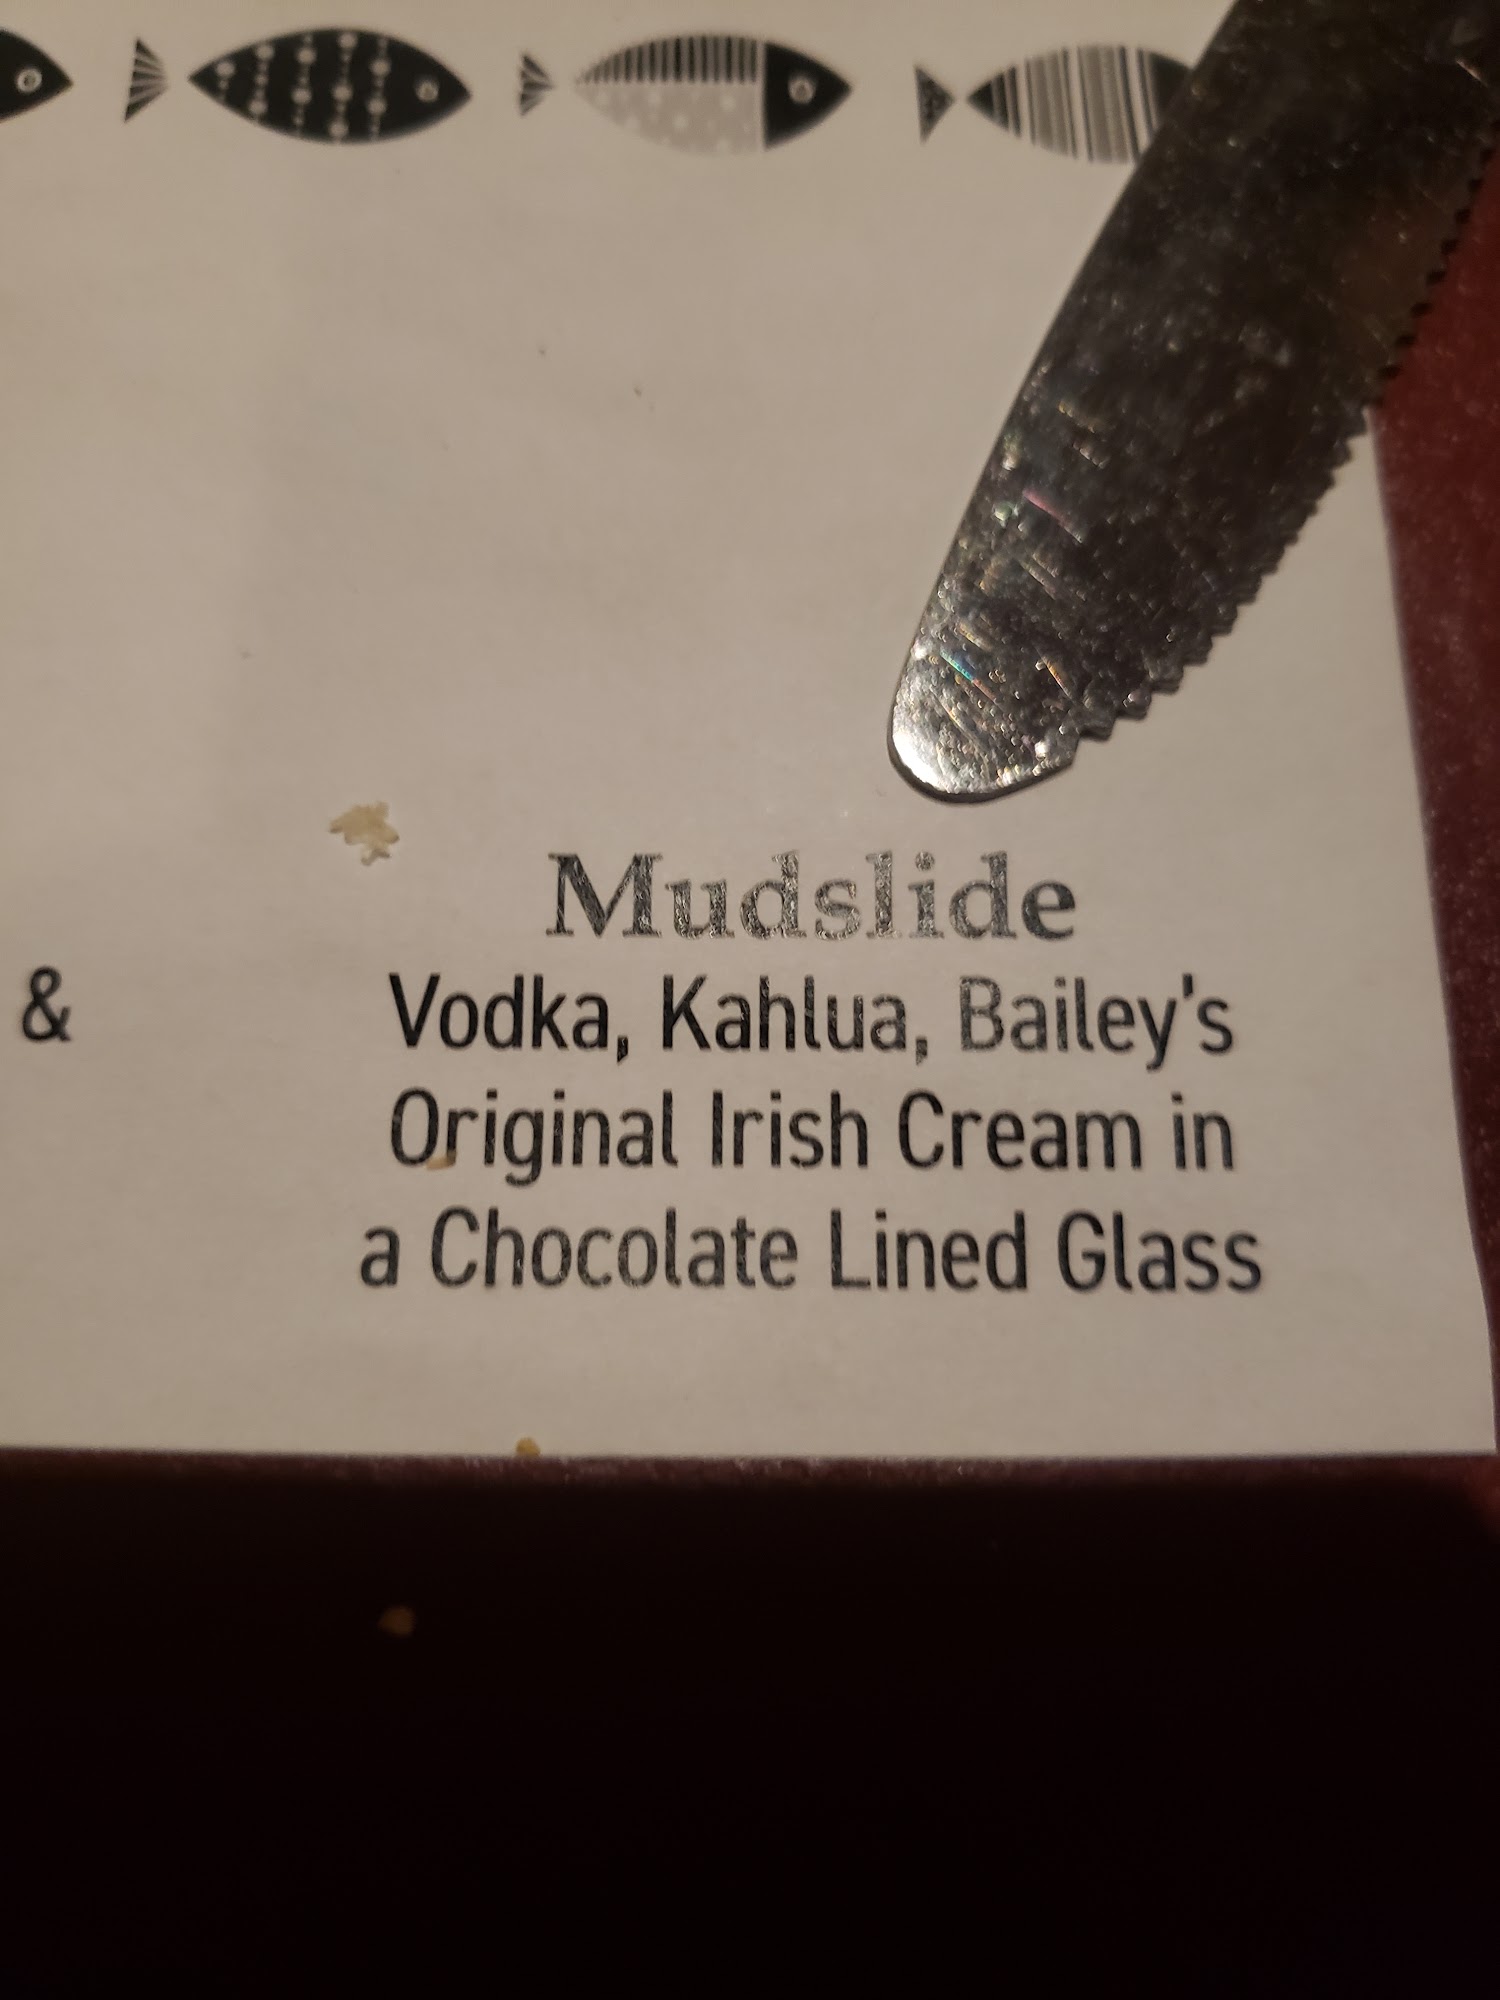 Mudslide
& Vodka, Kahlua, Bailey's
Original Irish Cream in
a Chocolate Lined Glass